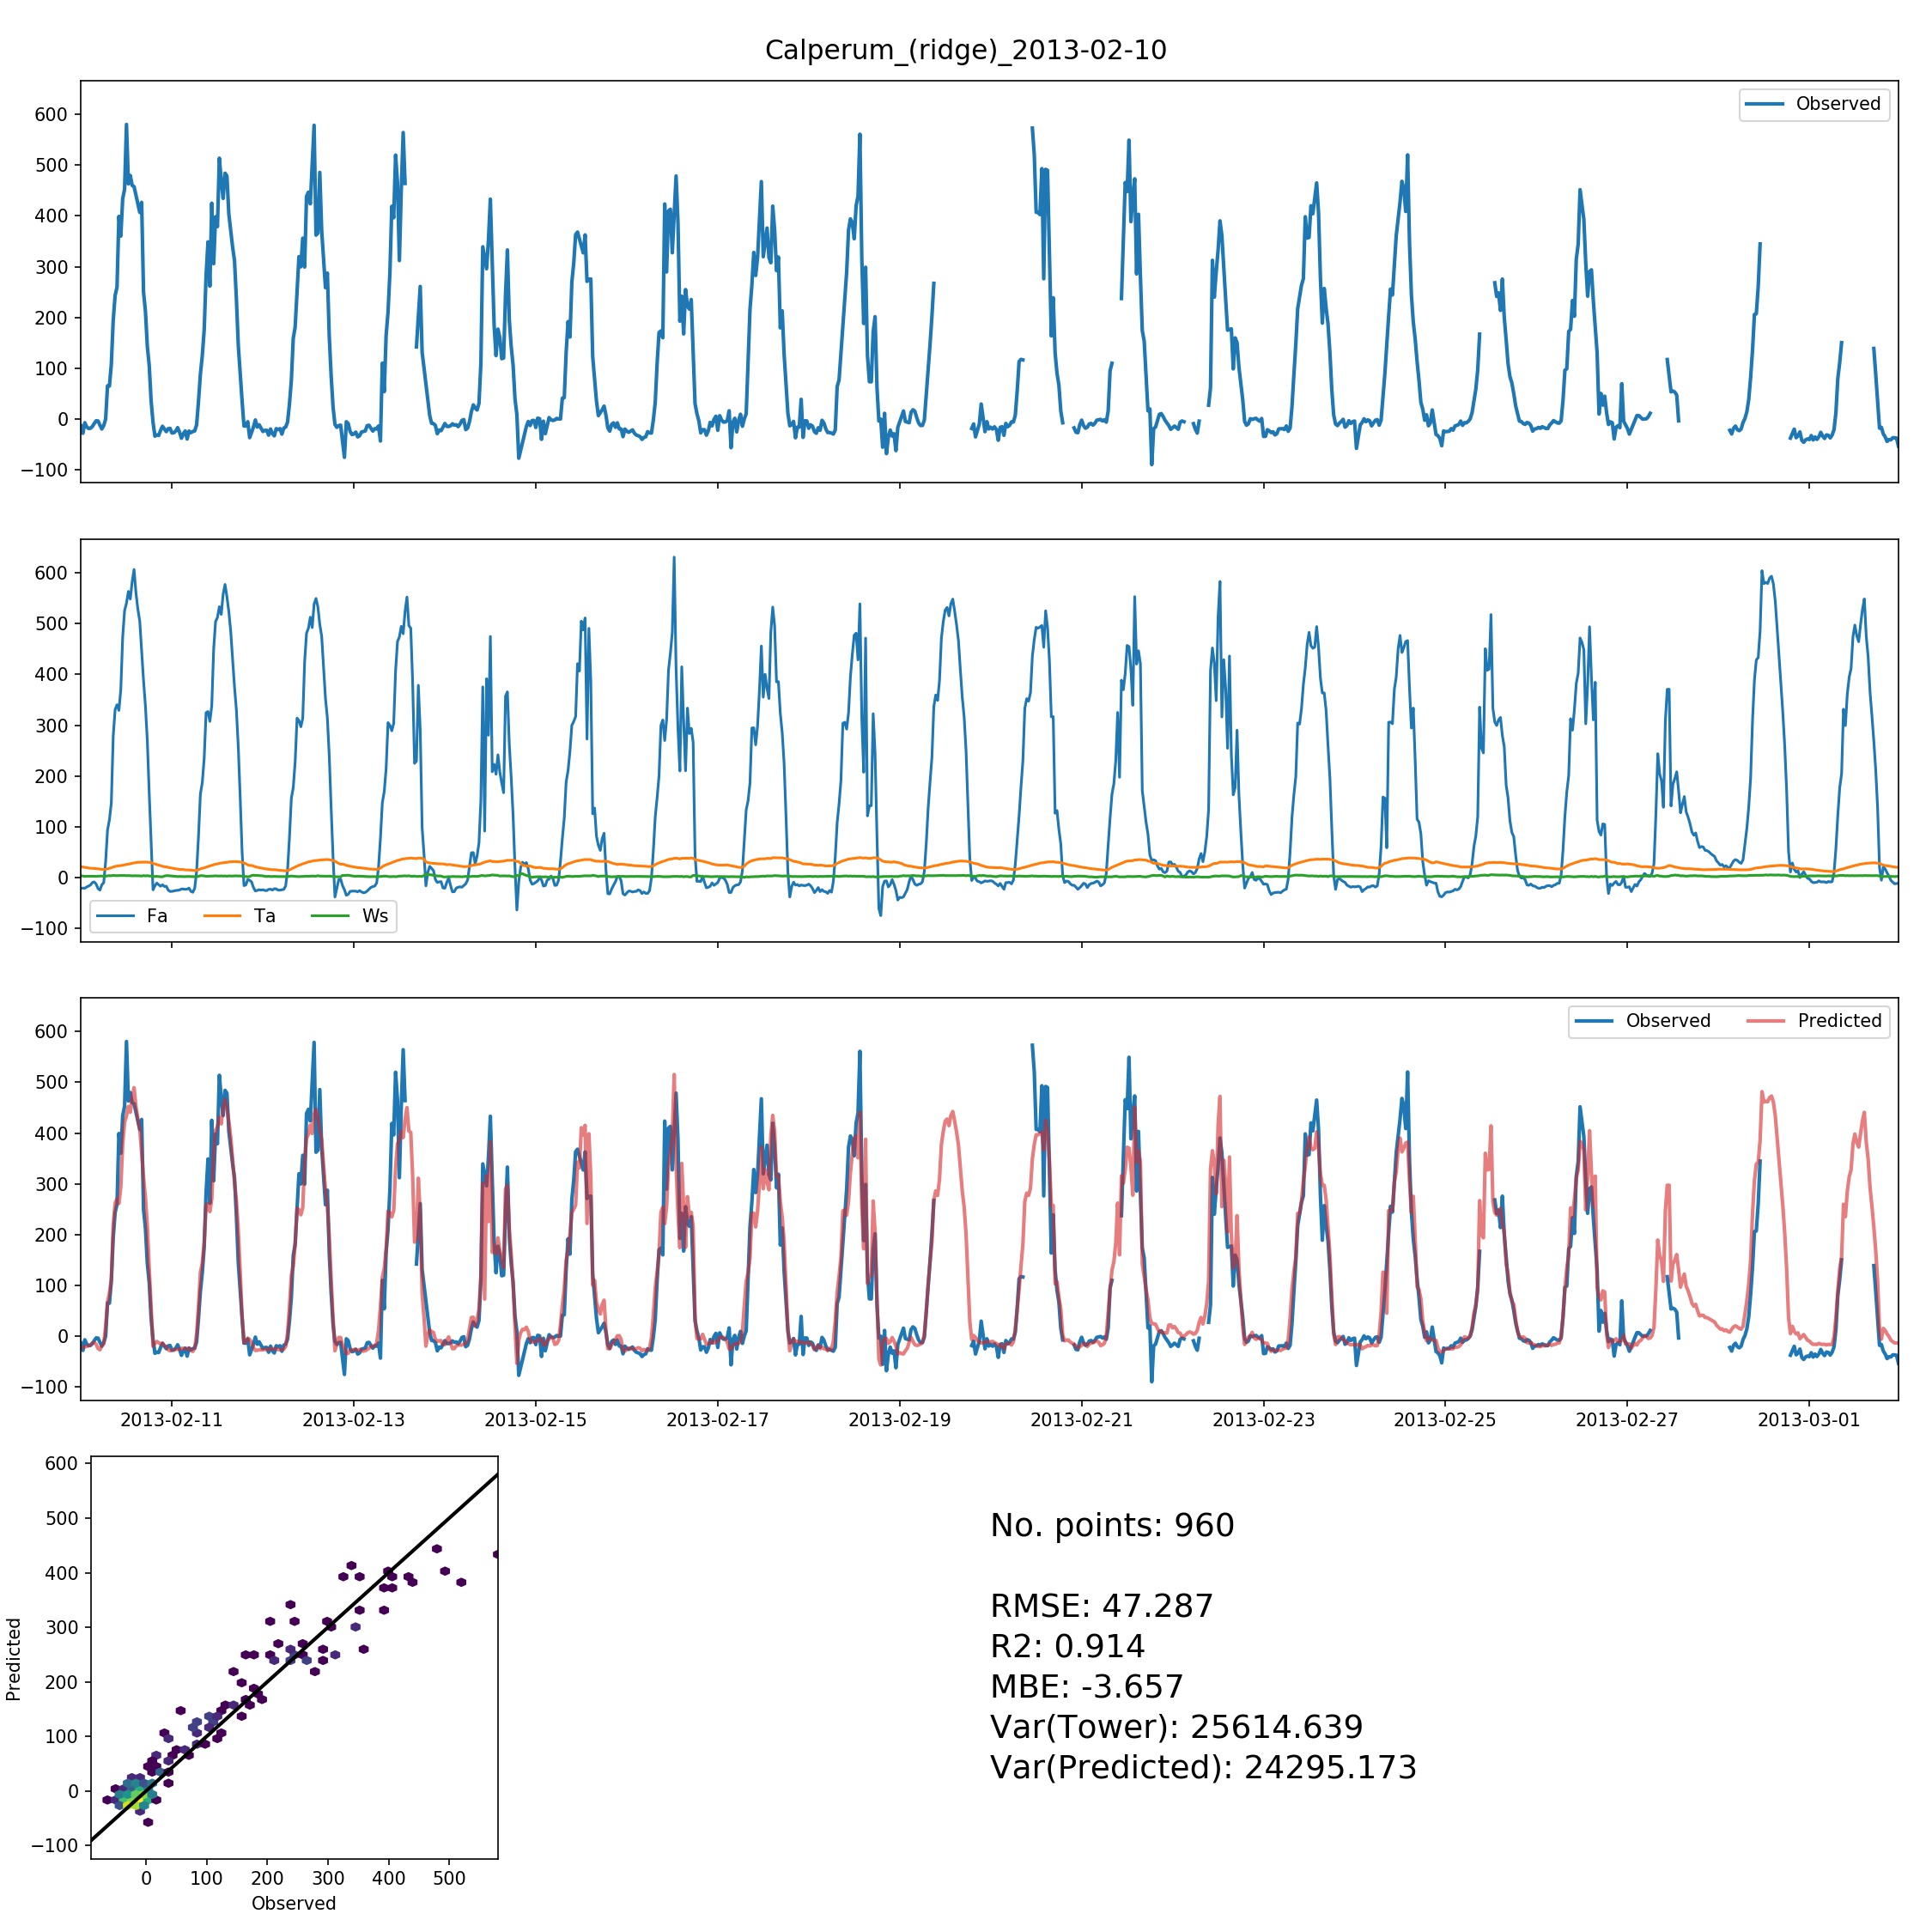 Calperum_(ridge)_2013-02-10
600
500
400
300
200
100
0
−100
Observed
600
500
400
300
200
100
0
−100
Fa Ta Ws
600
500
400
300
200
100
0
−100
Observed Predicted
2013-02-11 2013-02-13 2013-02-15 2013-02-17 2013-02-19 2013-02-21 2013-02-23 2013-02-25 2013-02-27 2013-03-01
600
500
400
300
200
100
0
−100
Predicted
0 100 200 300 400 500
Observed
No. points: 960
RMSE: 47.287
R2: 0.914
MBE: -3.657
Var(Tower): 25614.639
Var(Predicted): 24295.173